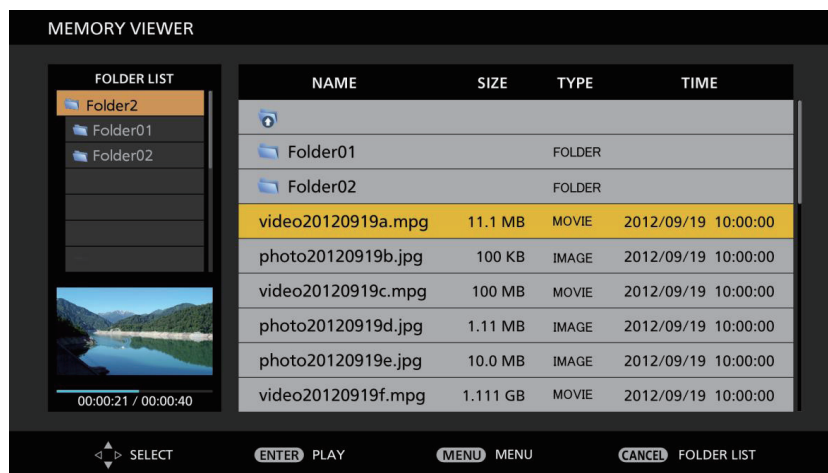 MEMORY VIEWER
FOLDER LIST
Folder2
Folder01
Folder02
00:00:21 / 00:00:40
NAME SIZE TYPE TIME
Folder01 FOLDER
Folder02 FOLDER
video20120919a.mpg 11.1 MB MOVIE 2012/09/19 10:00:00
photo20120919b.jpg 100 KB IMAGE 2012/09/19 10:00:00
video20120919c.mpg 100 MB MOVIE 2012/09/19 10:00:00
photo20120919d.jpg 1.11 MB IMAGE 2012/09/19 10:00:00
photo20120919e.jpg 10.0 MB IMAGE 2012/09/19 10:00:00
video20120919f.mpg 1.111 GB MOVIE 2012/09/19 10:00:00
SELECT ENTER PLAY MENU MENU CANCEL FOLDER LIST